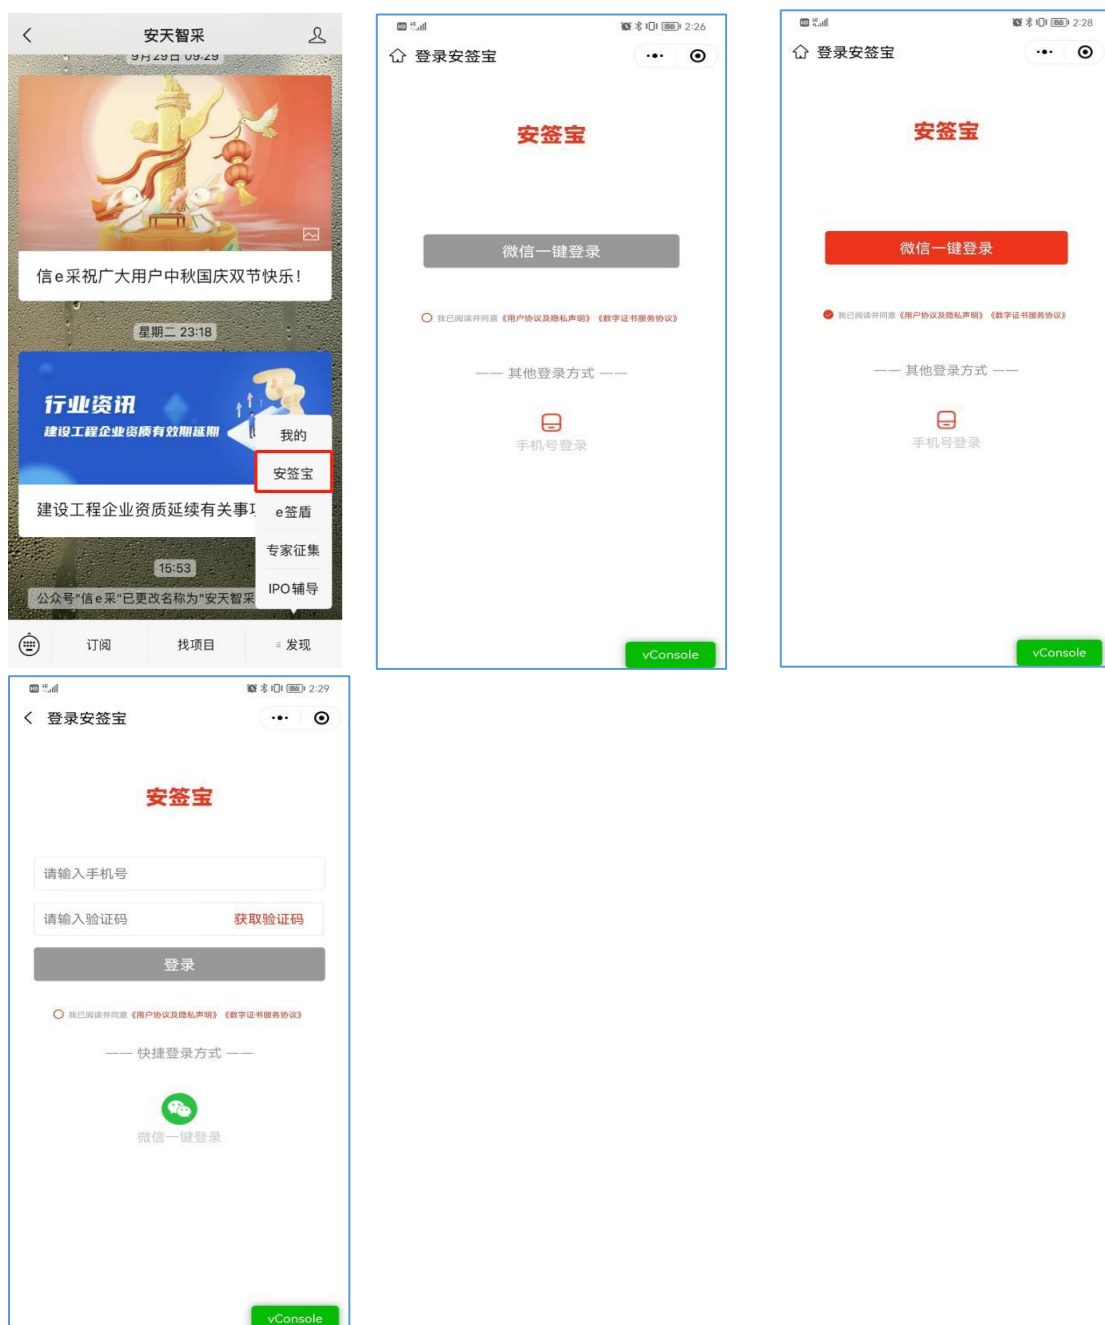 安天智采
9月29日 09:29
信e采祝广大用户中秋国庆双节快乐!
星期二 23:18
行业资讯
建设工程企业资质有效期延期
建设工程企业资质延续有关事项
我的
安签宝
e签盾
专家征集
IPO辅导
15:53
公众号"信e采"已更改名称为"安天智采
订阅
找项目
发现
2:26
登录安签宝
安签宝
微信一键登录
我已阅读并同意《用户协议及隐私声明》《数字证书服务协议》
—— 其他登录方式 ——
手机号登录
vConsole
2:28
登录安签宝
安签宝
微信一键登录
我已阅读并同意《用户协议及隐私声明》《数字证书服务协议》
—— 其他登录方式 ——
手机号登录
vConsole
2:29
登录安签宝
安签宝
请输入手机号
请输入验证码 获取验证码
登录
我已阅读并同意《用户协议及隐私声明》《数字证书服务协议》
—— 快捷登录方式 ——
微信一键登录
vConsole